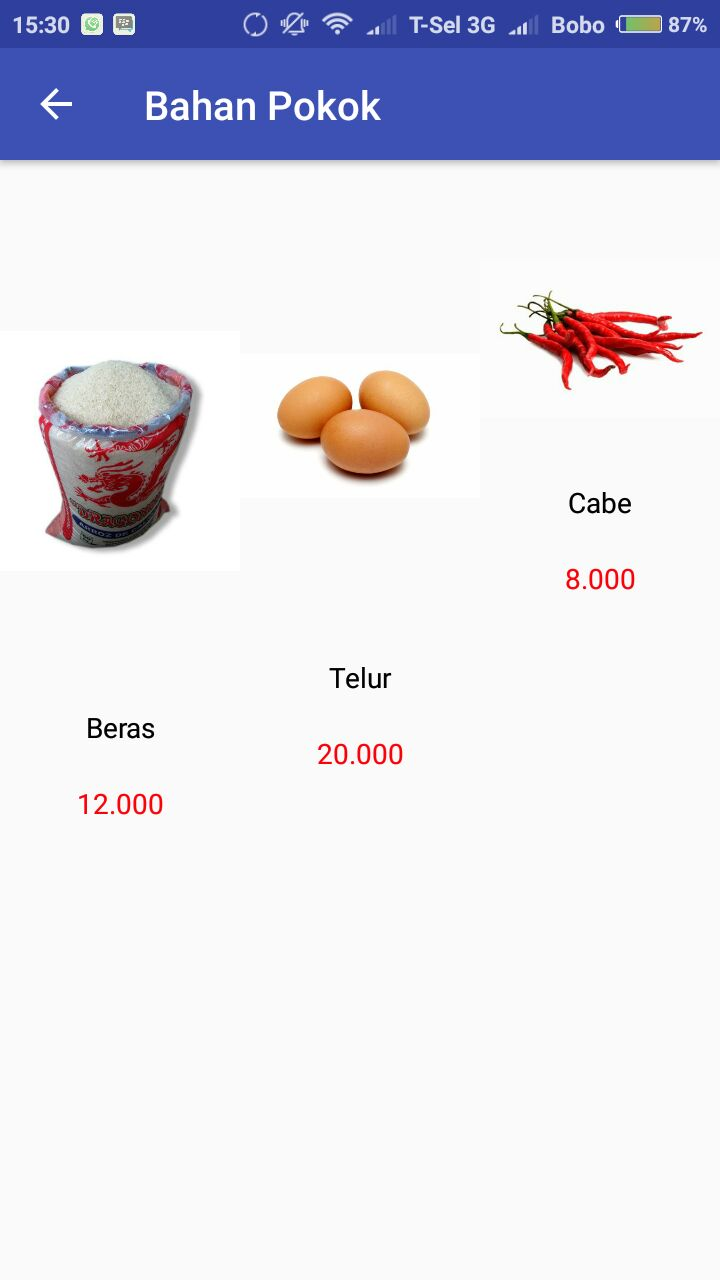 15:30 T-Sel 3G Bobo 87%
Bahan Pokok
Beras
12.000
Telur
20.000
Cabe
8.000